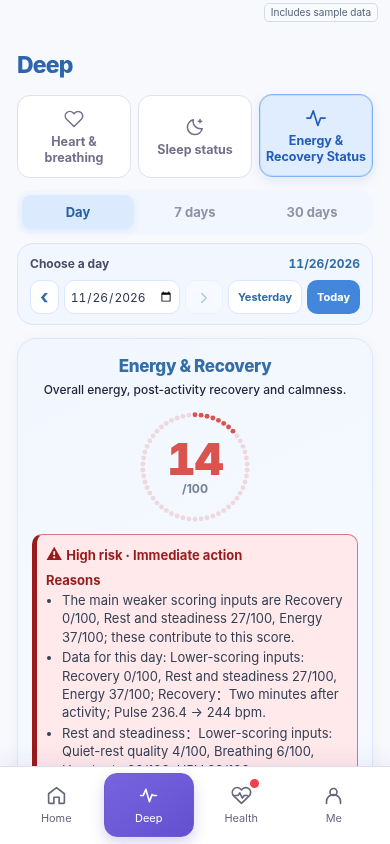 Includes sample data
Deep
Heart &
breathing
Sleep status
Energy &
Recovery Status
Day
7 days
30 days
Choose a day
11/26/2026
11/26/2026
Yesterday
Today
Energy & Recovery
Overall energy, post-activity recovery and calmness.
14
/100
High risk · Immediate action
Reasons
• The main weaker scoring inputs are Recovery
0/100, Rest and steadiness 27/100, Energy
37/100; these contribute to this score.
• Data for this day: Lower-scoring inputs:
Recovery 0/100, Rest and steadiness 27/100,
Energy 37/100; Recovery: Two minutes after
activity; Pulse 236.4 → 244 bpm.
• Rest and steadiness: Lower-scoring inputs:
Quiet-rest quality 4/100, Breathing 6/100,
Home
Deep
Health
Me